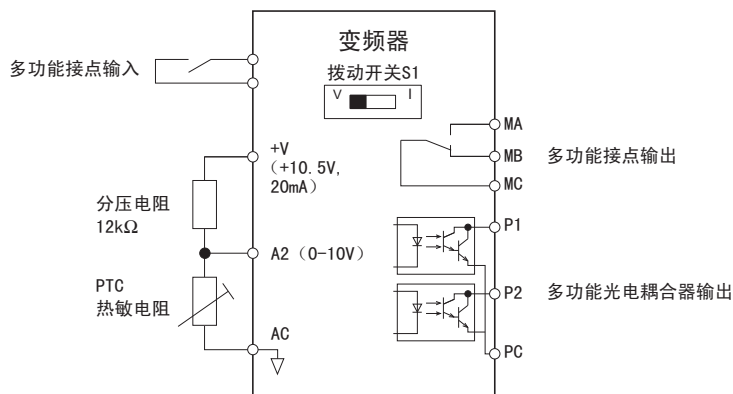 变频器
多功能接点输入
拨动开关S1
V I
MA
MB 多功能接点输出
MC
+V
(+10.5V,
20mA)
分压电阻
12kΩ
P1
A2 (0-10V)
PTC
热敏电阻
P2 多功能光电耦合器输出
AC
PC